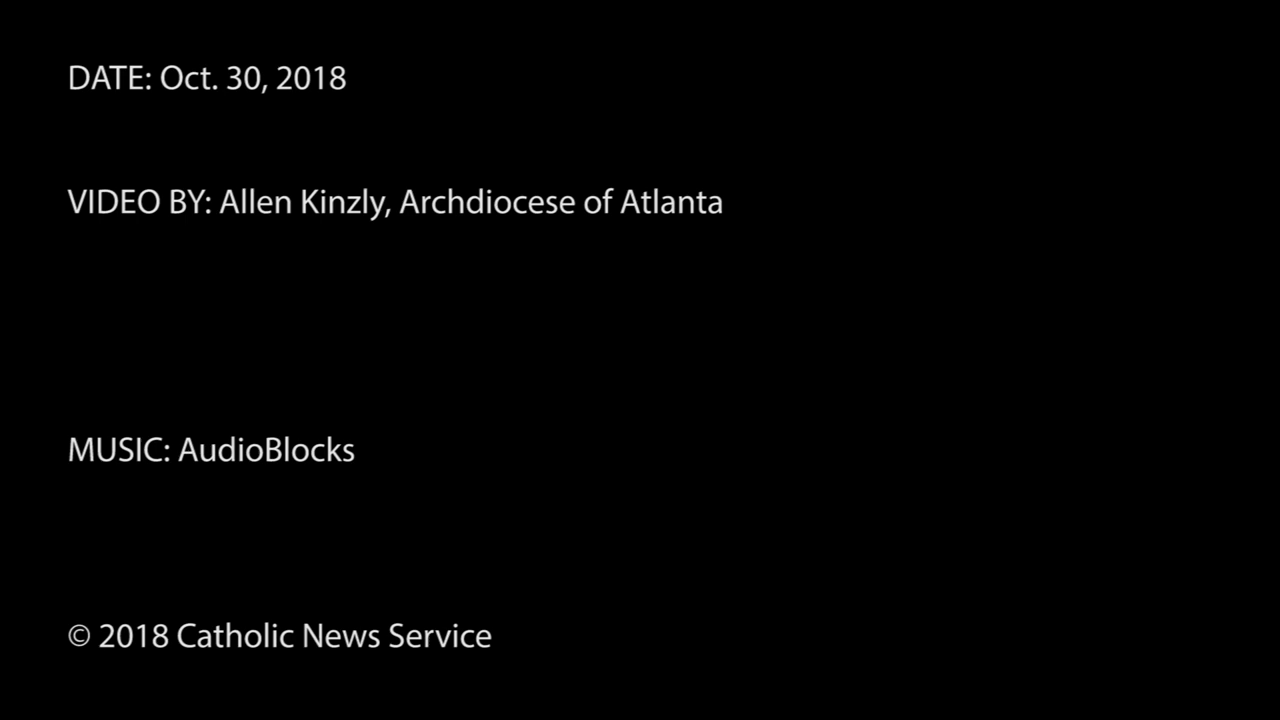 DATE: Oct. 30, 2018
VIDEO BY: Allen Kinzly, Archdiocese of Atlanta
MUSIC: AudioBlocks
© 2018 Catholic News Service